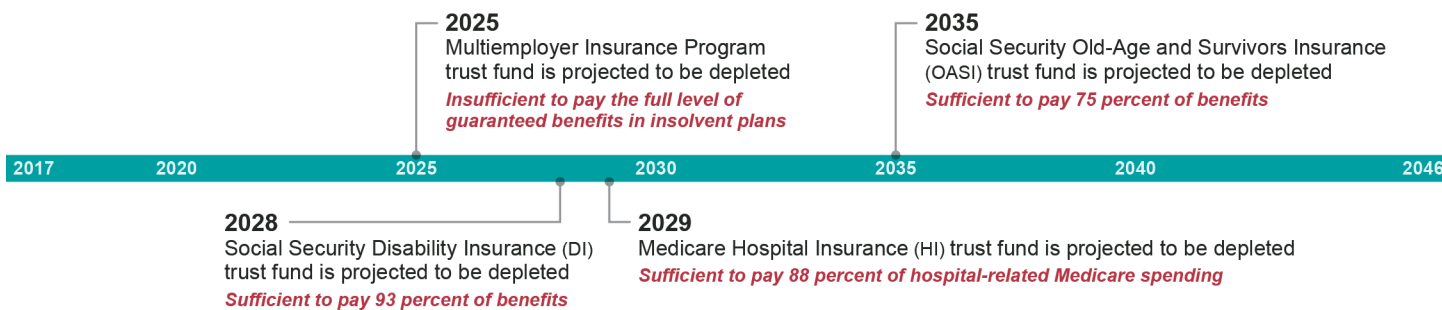 2025
Multiemployer Insurance Program
trust fund is projected to be depleted
Insufficient to pay the full level of
guaranteed benefits in insolvent plans
2035
Social Security Old-Age and Survivors Insurance
(OASI) trust fund is projected to be depleted
Sufficient to pay 75 percent of benefits
2017 2020 2025 2030 2035 2040 2046
2028
Social Security Disability Insurance (DI)
trust fund is projected to be depleted
Sufficient to pay 93 percent of benefits
2029
Medicare Hospital Insurance (HI) trust fund is projected to be depleted
Sufficient to pay 88 percent of hospital-related Medicare spending